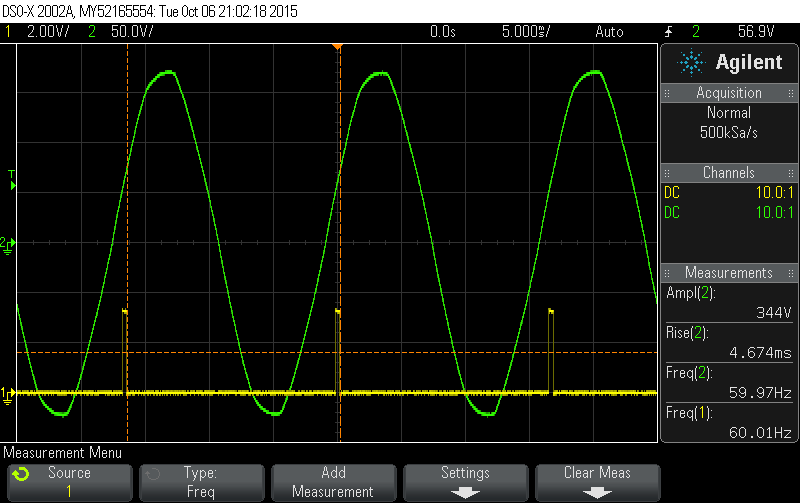 DSO-X 2002A, MY52165554: Tue Oct 06 21:02:18 2015
1 2.00V/ 2 50.0V/ 0.0s 5.000ms/ Auto 2 56.9V
Agilent
Acquisition
Normal
500kSa/s
Channels
DC 10.0:1
DC 10.0:1
Measurements
Ampl(2):
344V
Rise(2):
4.674ms
Freq(2):
59.97Hz
Freq(1):
60.01Hz
T
2
1
Measurement Menu
Source
1
Type:
Freq
Add
Measurement
Settings
Clear Meas